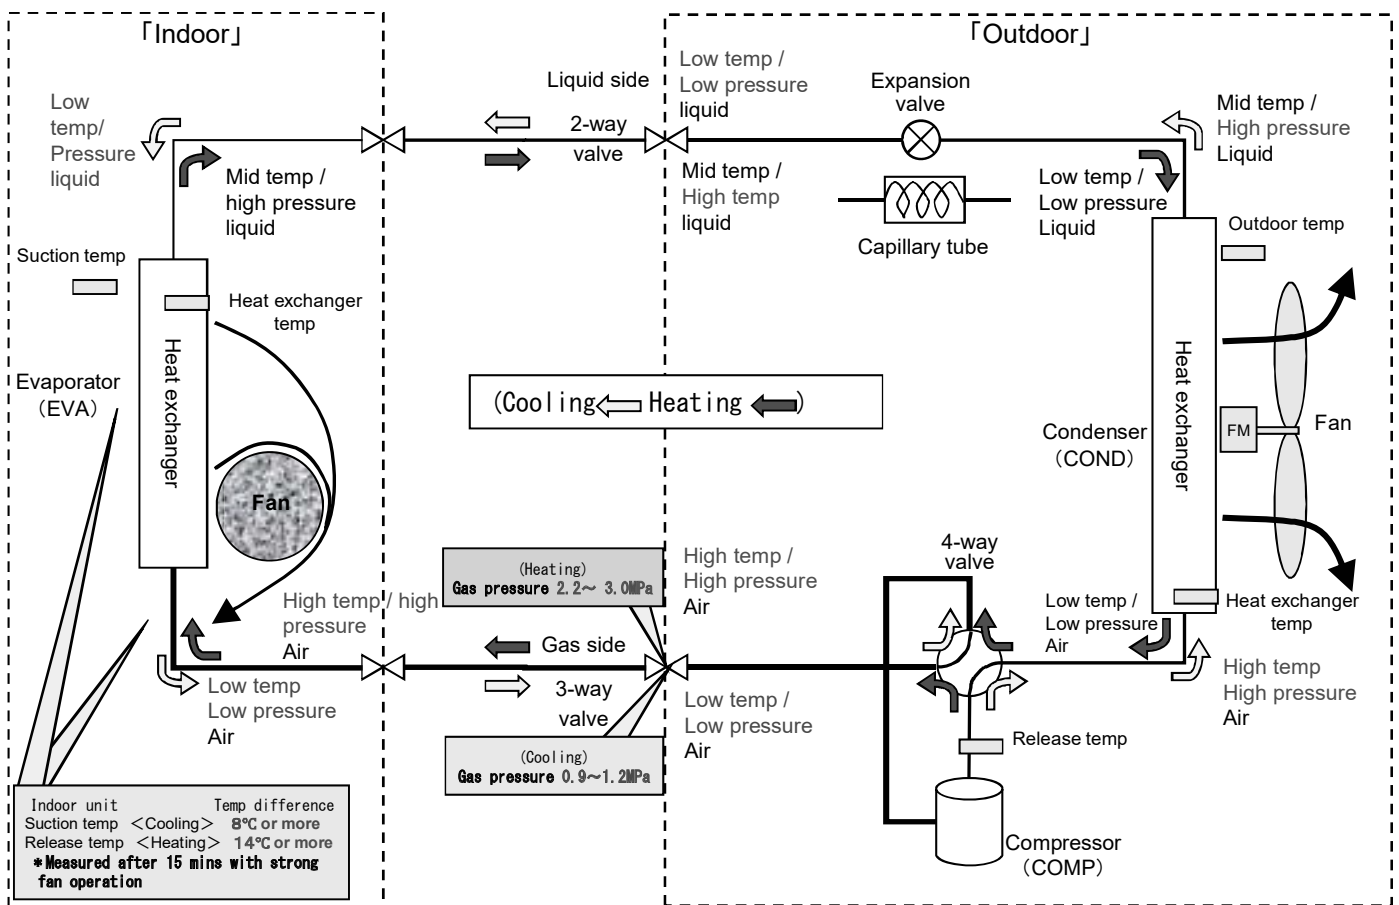 「Indoor」
「Outdoor」
Low
temp/
Pressure
liquid
Mid temp /
high pressure
liquid
Liquid side
2-way
valve
Low temp /
Low pressure
liquid
Mid temp /
High temp
liquid
Expansion
valve
Capillary tube
Low temp /
Low pressure
Liquid
Mid temp /
High pressure
Liquid
Suction temp
Heat exchanger
temp
Heat exchanger
Evaporator
（EVA）
Fan
(Cooling Heating )
Outdoor temp
Heat exchanger
Condenser
（COND）
FM
Fan
(Heating)
Gas pressure 2.2～ 3.0MPa
High temp /
High pressure
Air
4-way
valve
Low temp /
Low pressure
Air
Heat exchanger
temp
High temp / high
pressure
Air
Gas side
3-way
valve
Low temp
Low pressure
Air
Low temp /
Low pressure
Air
High temp
High pressure
Air
(Cooling)
Gas pressure 0.9～1.2MPa
Release temp
Compressor
（COMP）
Indoor unit Temp difference
Suction temp ＜Cooling＞ 8℃ or more
Release temp ＜Heating＞ 14℃ or more
＊Measured after 15 mins with strong
fan operation